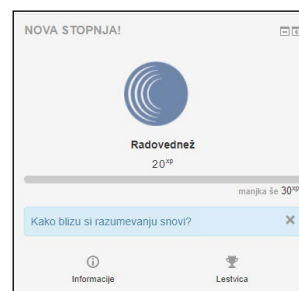 NOVA STOPNJA!
Radovednež
20xp
manjka še 30xp
Kako blizu si razumevanju snovi?
Informacije
Lestvica